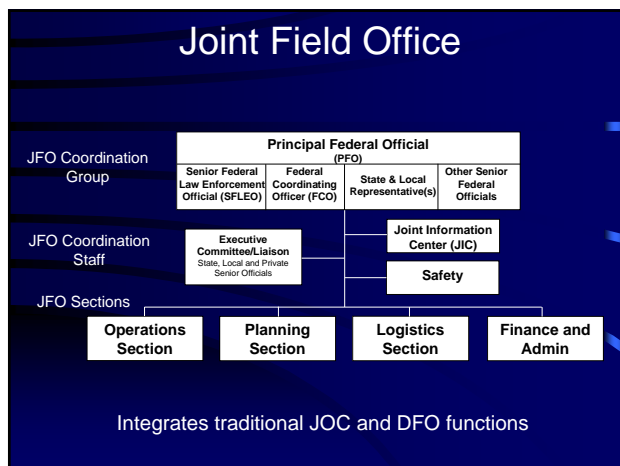 Joint Field Office
JFO Coordination
Group
Principal Federal Official
(PFO)
Senior Federal
Law Enforcement
Official (SFLEO)
Federal
Coordinating
Officer (FCO)
State & Local
Representative(s)
Other Senior
Federal
Officials
JFO Coordination
Staff
Executive
Committee/Liaison
State, Local and Private
Senior Officials
Joint Information
Center (JIC)
Safety
JFO Sections
Operations
Section
Planning
Section
Logistics
Section
Finance and
Admin
Integrates traditional JOC and DFO functions